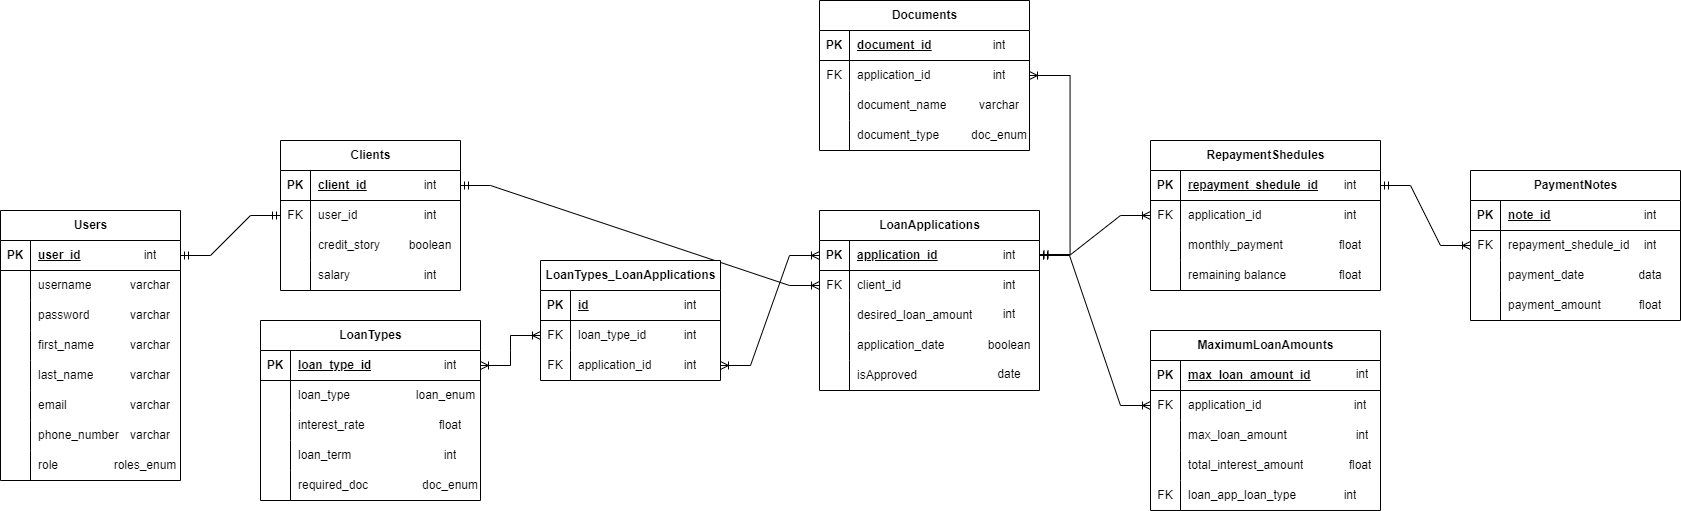 Documents
PK document_id int
FK application_id int
document_name varchar
document_type doc_enum
Clients
PK client_id int
FK user_id int
credit_story boolean
salary int
RepaymentShedules
PK repayment_shedule_id int
FK application_id int
monthly_payment float
remaining balance float
PaymentNotes
PK note_id int
FK repayment_shedule_id int
payment_date data
payment_amount float
Users
PK user_id int
username varchar
password varchar
first_name varchar
last_name varchar
email varchar
phone_number varchar
role roles_enum
LoanApplications
PK application_id int
FK client_id int
desired_loan_amount int
application_date boolean
isApproved date
LoanTypes_LoanApplications
PK id int
FK loan_type_id int
FK application_id int
LoanTypes
PK loan_type_id int
loan_type loan_enum
interest_rate float
loan_term int
required_doc doc_enum
MaximumLoanAmounts
PK max_loan_amount_id int
FK application_id int
max_loan_amount int
total_interest_amount float
FK loan_app_loan_type int